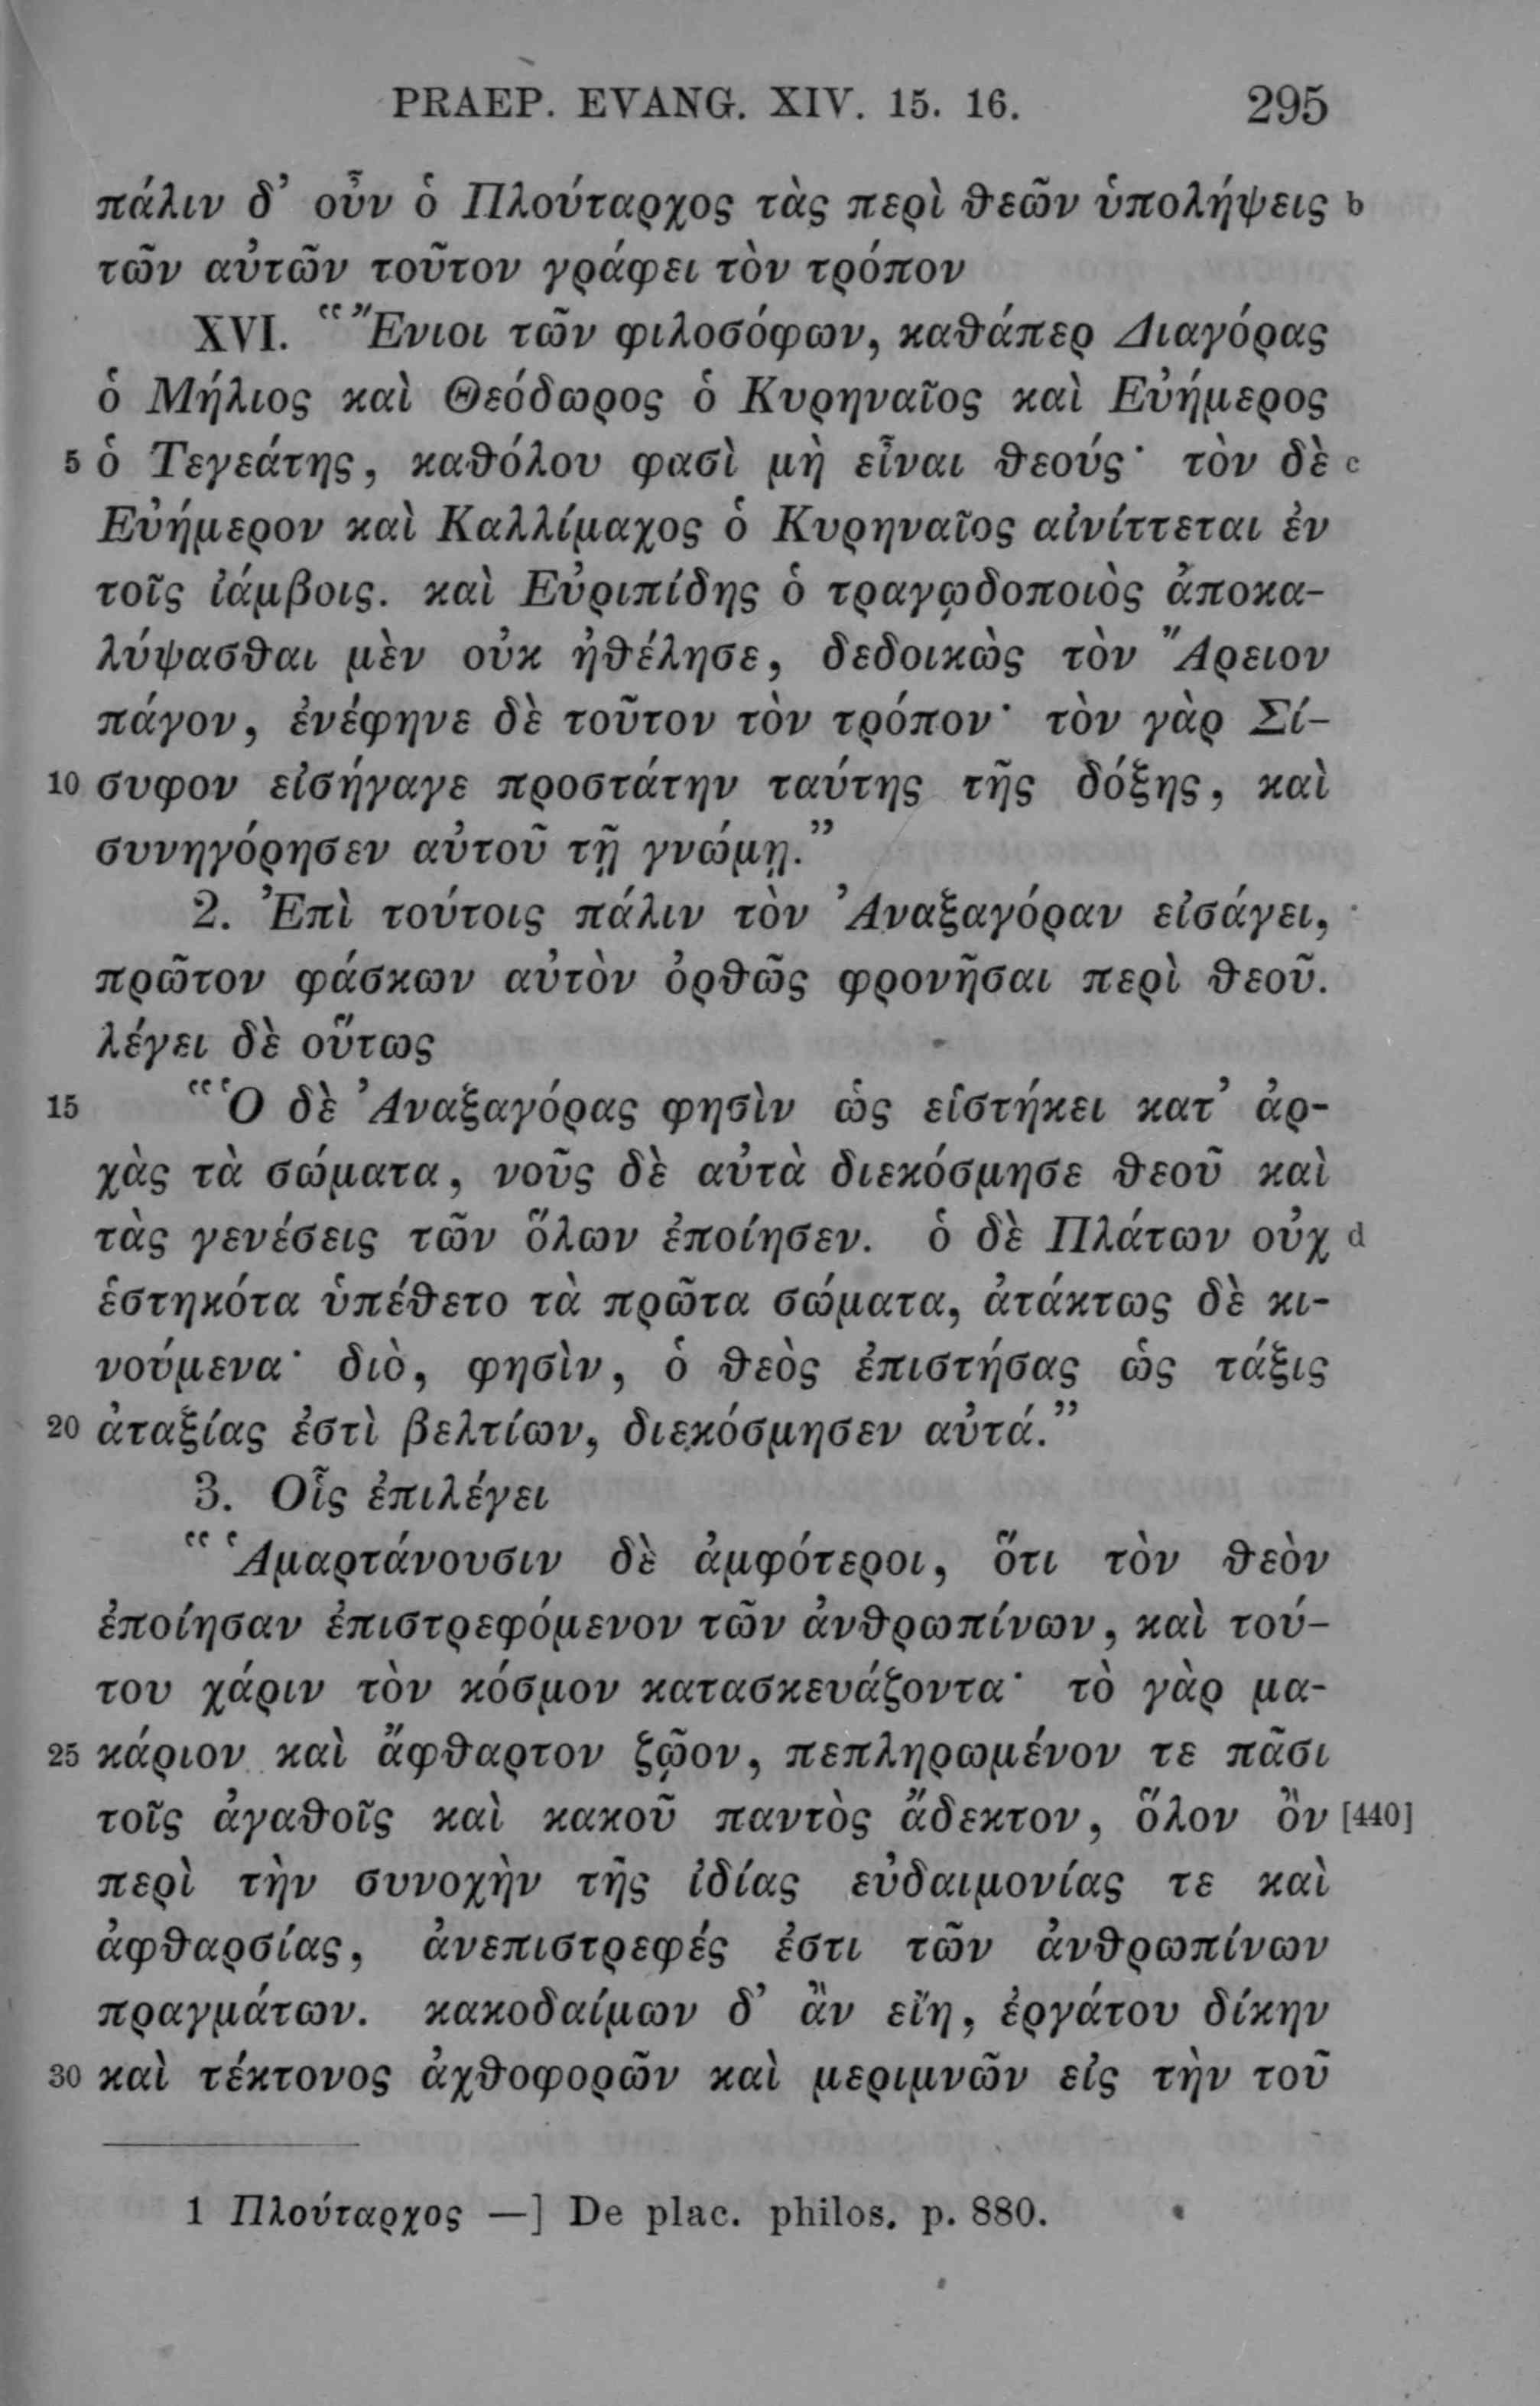 PRAEP. EVANG. XIV. 15. 16. 295
πάλιν δ’ οὖν ὁ Πλούταρχος τὰς περὶ θεῶν ὑπολήψεις b
τῶν αὐτῶν τοῦτον γράφει τὸν τρόπον
XVI. “Ἔνιοι τῶν φιλοσόφων, καθάπερ Διαγόρας
ὁ Μήλιος καὶ Θεόδωρος ὁ Κυρηναῖος καὶ Εὐήμερος
5 ὁ Τεγεάτης, καθόλου φασὶ μὴ εἶναι θεούς· τὸν δὲ c
Εὐήμερον καὶ Καλλίμαχος ὁ Κυρηναῖος αἰνίττεται ἐν
τοῖς ἰάμβοις. καὶ Εὐριπίδης ὁ τραγῳδοποιὸς ἀποκα-
λύψασθαι μὲν οὐκ ἠθέλησε, δεδοικὼς τὸν Ἄρειον
πάγον, ἐνέφηνε δὲ τοῦτον τὸν τρόπον· τὸν γὰρ Σί-
10 συφον εἰσήγαγε προστάτην ταύτης τῆς δόξης, καὶ
συνηγόρησεν αὐτοῦ τῇ γνώμῃ.”
2. Ἐπὶ τούτοις πάλιν τὸν Ἀναξαγόραν εἰσάγει,
πρῶτον φάσκων αὐτὸν ὀρθῶς φρονῆσαι περὶ θεοῦ.
λέγει δὲ οὕτως
15 “Ὁ δὲ Ἀναξαγόρας φησὶν ὡς εἱστήκει κατ’ ἀρ-
χὰς τὰ σώματα, νοῦς δὲ αὐτὰ διεκόσμησε θεοῦ καὶ
τὰς γενέσεις τῶν ὅλων ἐποίησεν. ὁ δὲ Πλάτων οὐχ d
ἑστηκότα ὑπέθετο τὰ πρῶτα σώματα, ἀτάκτως δὲ κι-
νούμενα· διὸ, φησὶν, ὁ θεὸς ἐπιστήσας ὡς τάξις
20 ἀταξίας ἐστὶ βελτίων, διεκόσμησεν αὐτά.”
3. Οἷς ἐπιλέγει
“Ἁμαρτάνουσιν δὲ ἀμφότεροι, ὅτι τὸν θεὸν
ἐποίησαν ἐπιστρεφόμενον τῶν ἀνθρωπίνων, καὶ τού-
του χάριν τὸν κόσμον κατασκευάζοντα· τὸ γὰρ μα-
25 κάριον καὶ ἄφθαρτον ζῷον, πεπληρωμένον τε πᾶσι
τοῖς ἀγαθοῖς καὶ κακοῦ παντὸς ἄδεκτον, ὅλον ὂν [440]
περὶ τὴν συνοχὴν τῆς ἰδίας εὐδαιμονίας τε καὶ
ἀφθαρσίας, ἀνεπιστρεφές ἐστι τῶν ἀνθρωπίνων
πραγμάτων. κακοδαίμων δ’ ἂν εἴη, ἐργάτου δίκην
30 καὶ τέκτονος ἀχθοφορῶν καὶ μεριμνῶν εἰς τὴν τοῦ
1 Πλούταρχος —] De plac. philos. p. 880.